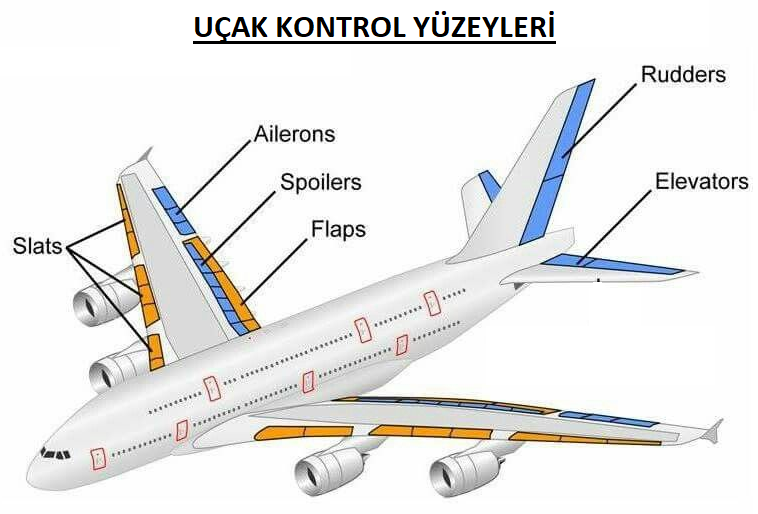 UÇAK KONTROL YÜZEYLERİ
Rudders
Ailerons
Spoilers
Elevators
Flaps
Slats